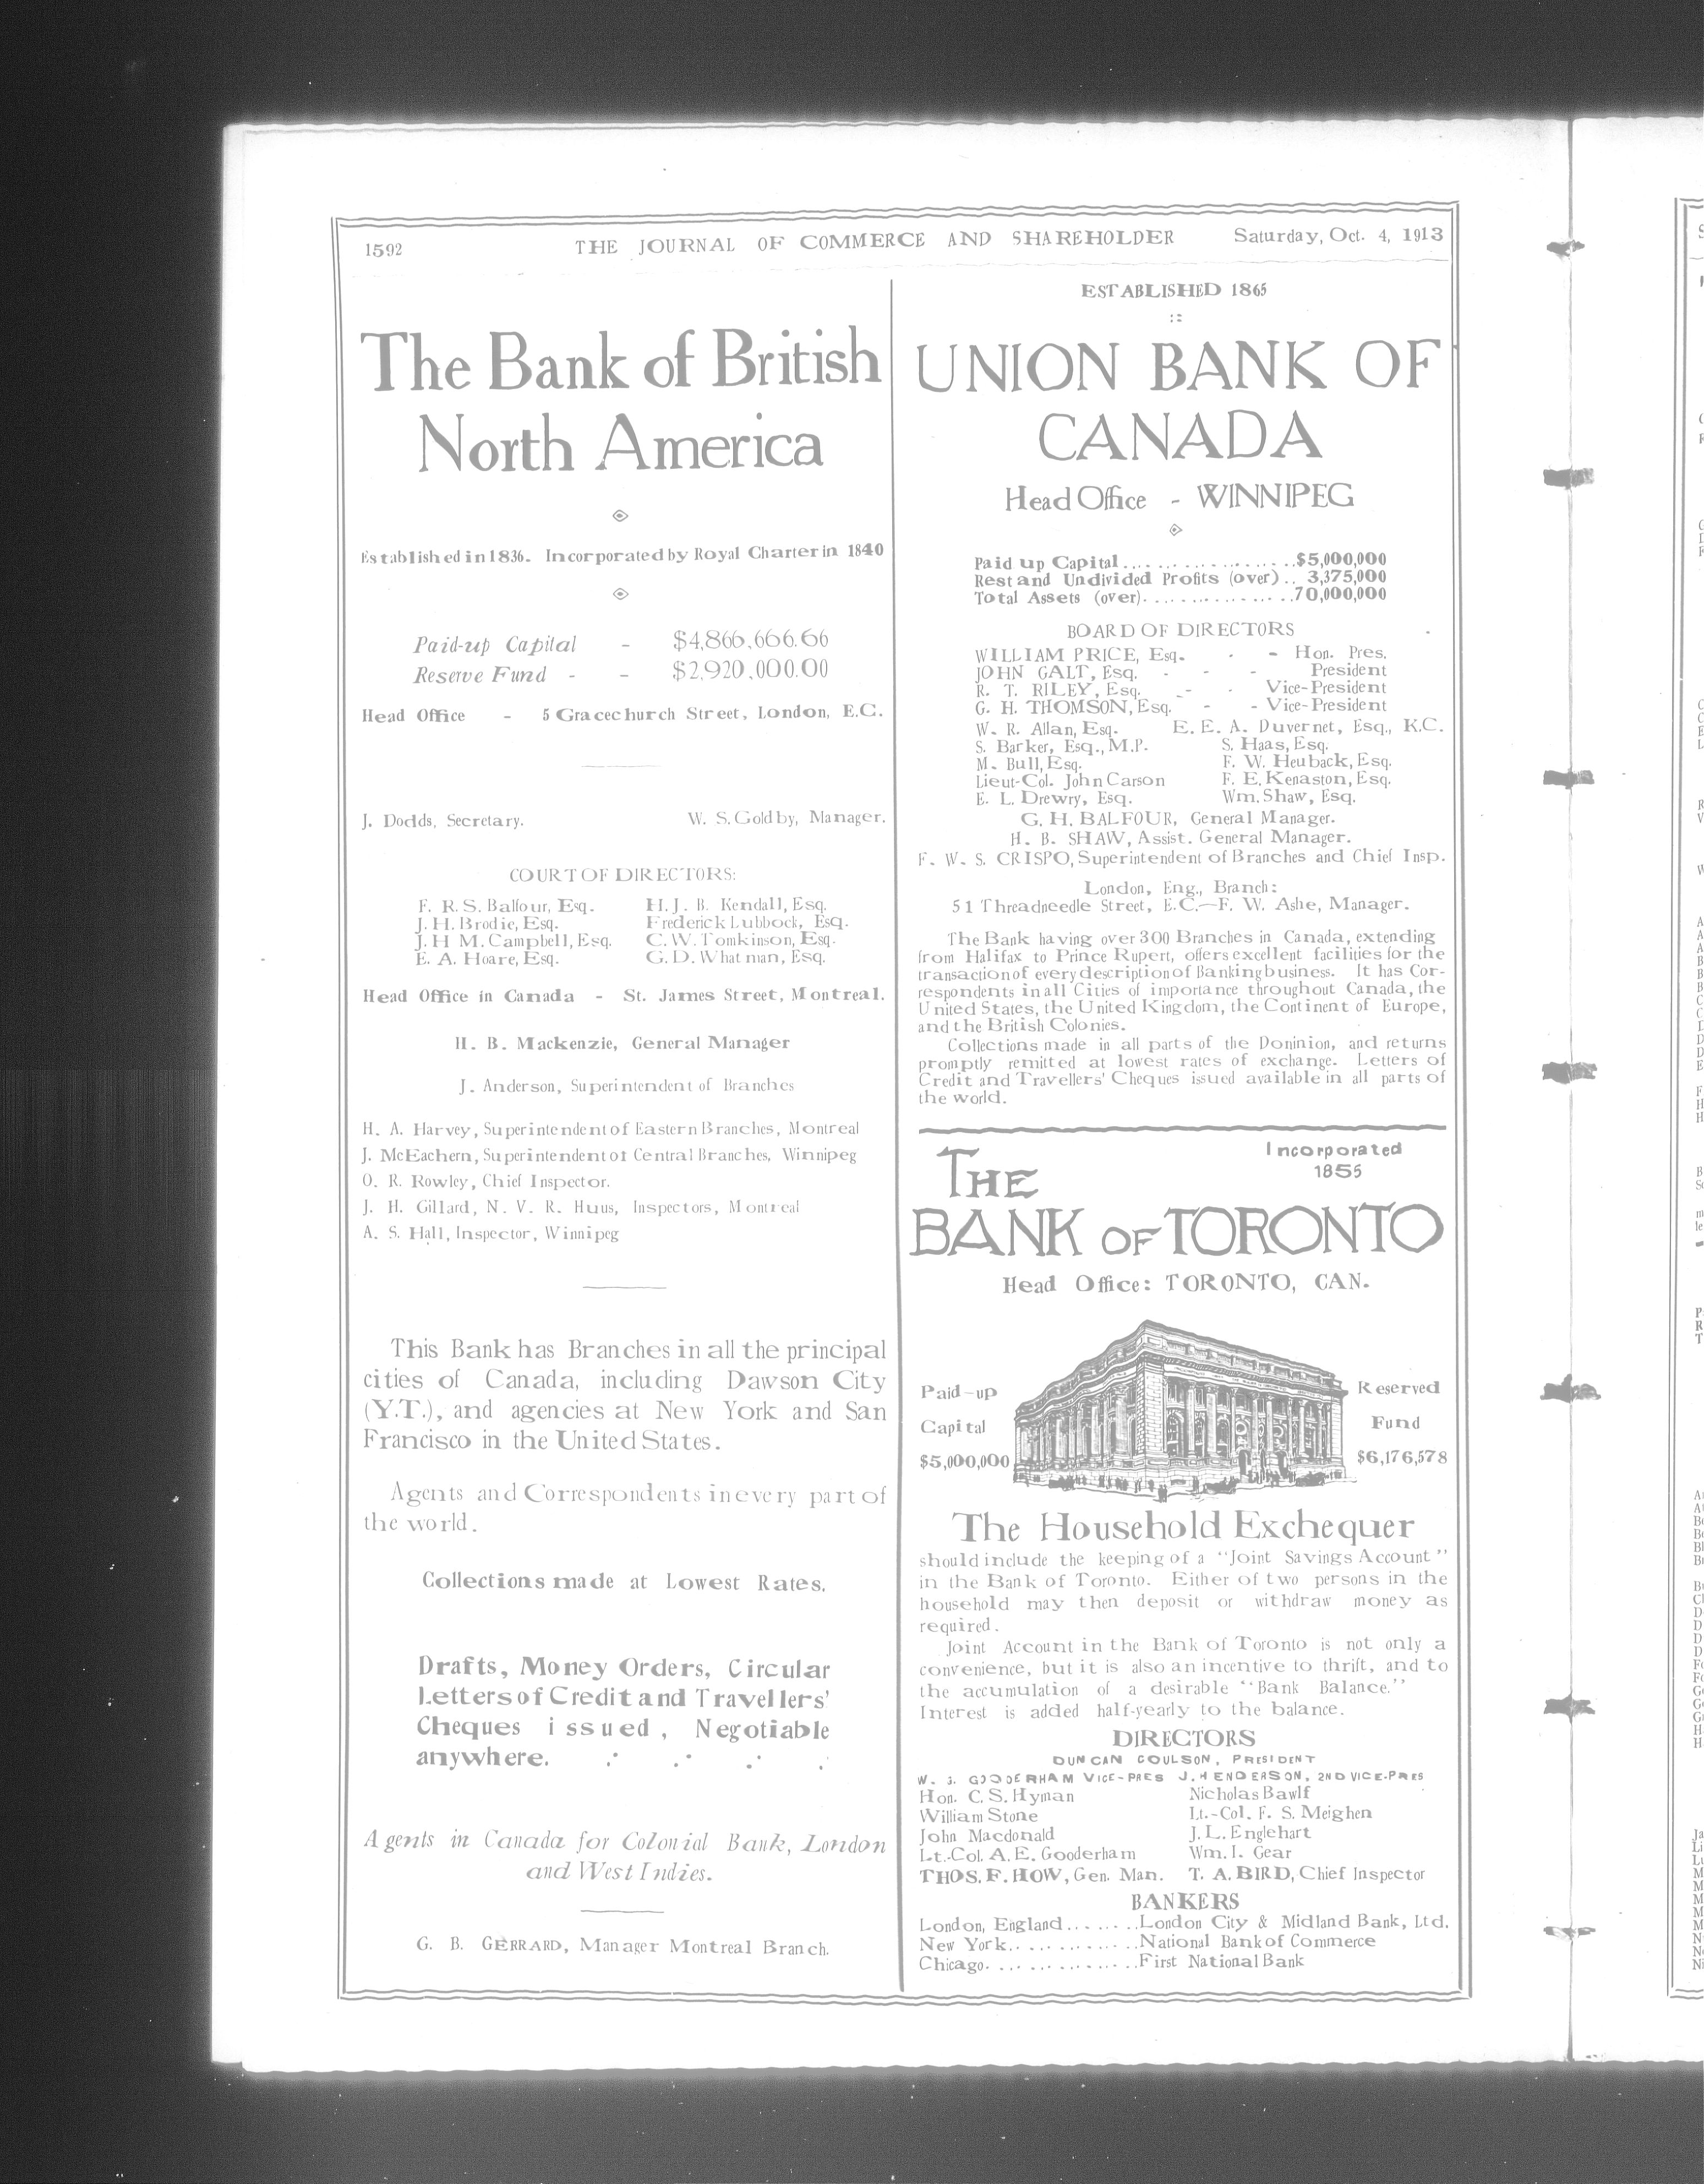 1592 THE JOURNAL OF COMMERCE AND SHAREHOLDER Saturday, Oct. 4, 1913
The Bank of British
North America
Established in 1836. Incorporated by Royal Charter in 1840
Paid-up Capital - $4,866,666.66
Reserve Fund - - $2,920,000.00
Head Office - 5 Gracechurch Street, London, E.C.
J. Dodds, Secretary. W. S. Goldby, Manager.
COURT OF DIRECTORS:
F. R. S. Balfour, Esq. H. J. B. Kendall, Esq.
J. H. Brodie, Esq. Frederick Lubbock, Esq.
J. H M. Campbell, Esq. C. W. Tomkinson, Esq.
E. A. Hoare, Esq. G. D. Whatman, Esq.
Head Office in Canada - St. James Street, Montreal.
H. B. Mackenzie, General Manager
J. Anderson, Superintendent of Branches
H. A. Harvey, Superintendent of Eastern Branches, Montreal
J. McEachern, Superintendent of Central Branches, Winnipeg
O. R. Rowley, Chief Inspector.
J. H. Gillard, N. V. R. Huus, Inspectors, Montreal
A. S. Hall, Inspector, Winnipeg
This Bank has Branches in all the principal
cities of Canada, including Dawson City
(Y.T.), and agencies at New York and San
Francisco in the United States.
Agents and Correspondents in every part of
the world.
Collections made at Lowest Rates.
Drafts, Money Orders, Circular
Letters of Credit and Travellers'
Cheques issued, Negotiable
anywhere.
Agents in Canada for Colonial Bank, London
and West Indies.
G. B. GERRARD, Manager Montreal Branch.
ESTABLISHED 1865
UNION BANK OF
CANADA
Head Office - WINNIPEG
Paid up Capital....................$5,000,000
Rest and Undivided Profits (over).. 3,375,000
Total Assets (over)................70,000,000
BOARD OF DIRECTORS
WILLIAM PRICE, Esq. - - Hon. Pres.
JOHN GALT, Esq. - - - President
R. T. RILEY, Esq. - - Vice-President
G. H. THOMSON, Esq. - - Vice-President
W. R. Allan, Esq. E. E. A. Duvernet, Esq., K.C.
S. Barker, Esq., M.P. S. Haas, Esq.
M. Bull, Esq. F. W. Heubach, Esq.
Lieut-Col. John Carson F. E. Kenaston, Esq.
E. L. Drewry, Esq. Wm. Shaw, Esq.
G. H. BALFOUR, General Manager.
H. B. SHAW, Assist. General Manager.
F. W. S. CRISPO, Superintendent of Branches and Chief Insp.
London, Eng., Branch:
51 Threadneedle Street, E.C.—F. W. Ashe, Manager.
The Bank having over 300 Branches in Canada, extending
from Halifax to Prince Rupert, offers excellent facilities for the
transaction of every description of Banking business. It has Cor-
respondents in all Cities of importance throughout Canada, the
United States, the United Kingdom, the Continent of Europe,
and the British Colonies.
Collections made in all parts of the Doninion, and returns
promptly remitted at lowest rates of exchange. Letters of
Credit and Travellers' Cheques issued available in all parts of
the world.
THE
Incorporated
1855
BANK OF TORONTO
Head Office: TORONTO, CAN.
Paid-up
Capital
$5,000,000
Reserved
Fund
$6,176,578
The Household Exchequer
should include the keeping of a "Joint Savings Account"
in the Bank of Toronto. Either of two persons in the
household may then deposit or withdraw money as
required.
Joint Account in the Bank of Toronto is not only a
convenience, but it is also an incentive to thrift, and to
the accumulation of a desirable "Bank Balance."
Interest is added half-yearly to the balance.
DIRECTORS
DUNCAN COULSON, PRESIDENT
W. G. GOODERHAM VICE-PRES J. HENDERSON, 2ND VICE-PRES
Hon. C. S. Hyman Nicholas Bawlf
William Stone Lt.-Col. F. S. Meighen
John Macdonald J. L. Englehart
Lt.-Col. A. E. Gooderham Wm. I. Gear
THOS. F. HOW, Gen. Man. T. A. BIRD, Chief Inspector
BANKERS
London, England........London City & Midland Bank, Ltd.
New York..............National Bank of Commerce
Chicago................First National Bank